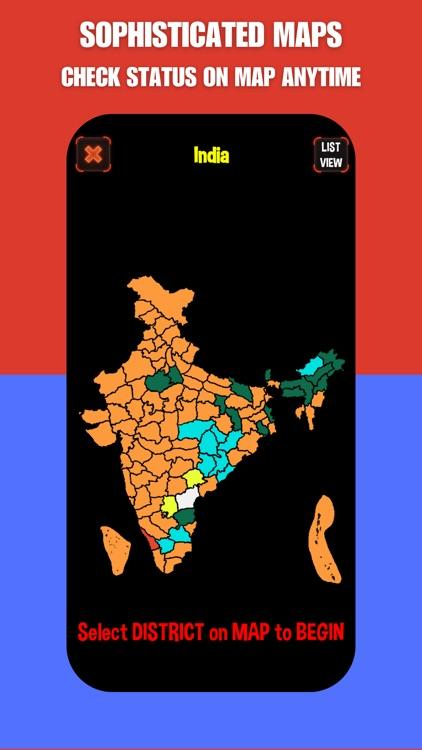 SOPHISTICATED MAPS
CHECK STATUS ON MAP ANYTIME
India
LIST
VIEW
Select DISTRICT on MAP to BEGIN